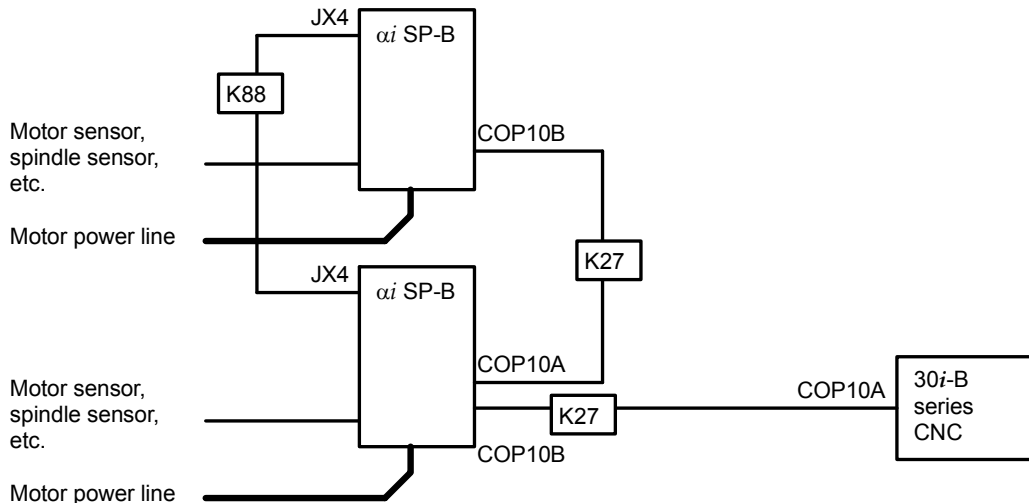 JX4
αi SP-B
K88
Motor sensor,
spindle sensor,
etc.
COP10B
Motor power line
K27
JX4
αi SP-B
COP10A
Motor sensor,
spindle sensor,
etc.
K27
COP10A
30i-B
series
CNC
COP10B
Motor power line